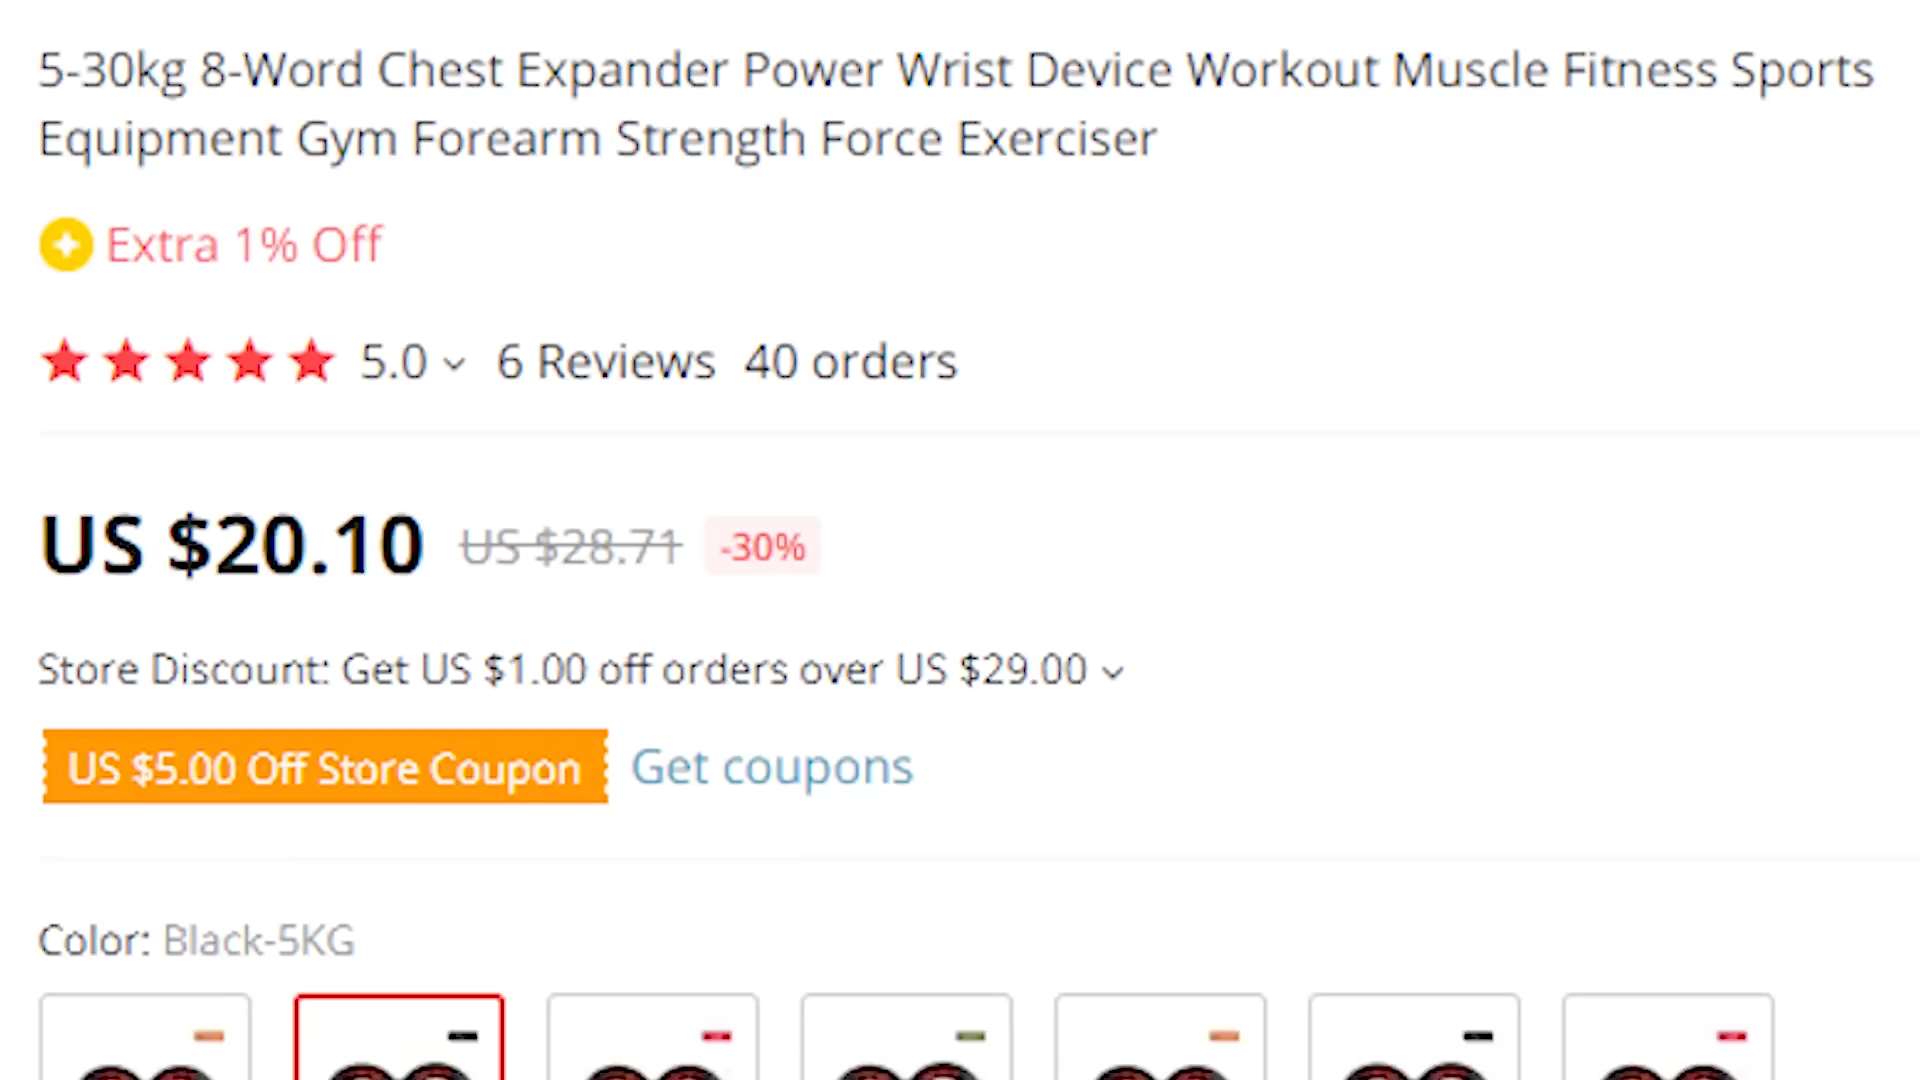 5-30kg 8-Word Chest Expander Power Wrist Device Workout Muscle Fitness Sports
Equipment Gym Forearm Strength Force Exerciser
Extra 1% Off
5.0 6 Reviews 40 orders
US $20.10 US $28.71 -30%
Store Discount: Get US $1.00 off orders over US $29.00
US $5.00 Off Store Coupon Get coupons
Color: Black-5KG